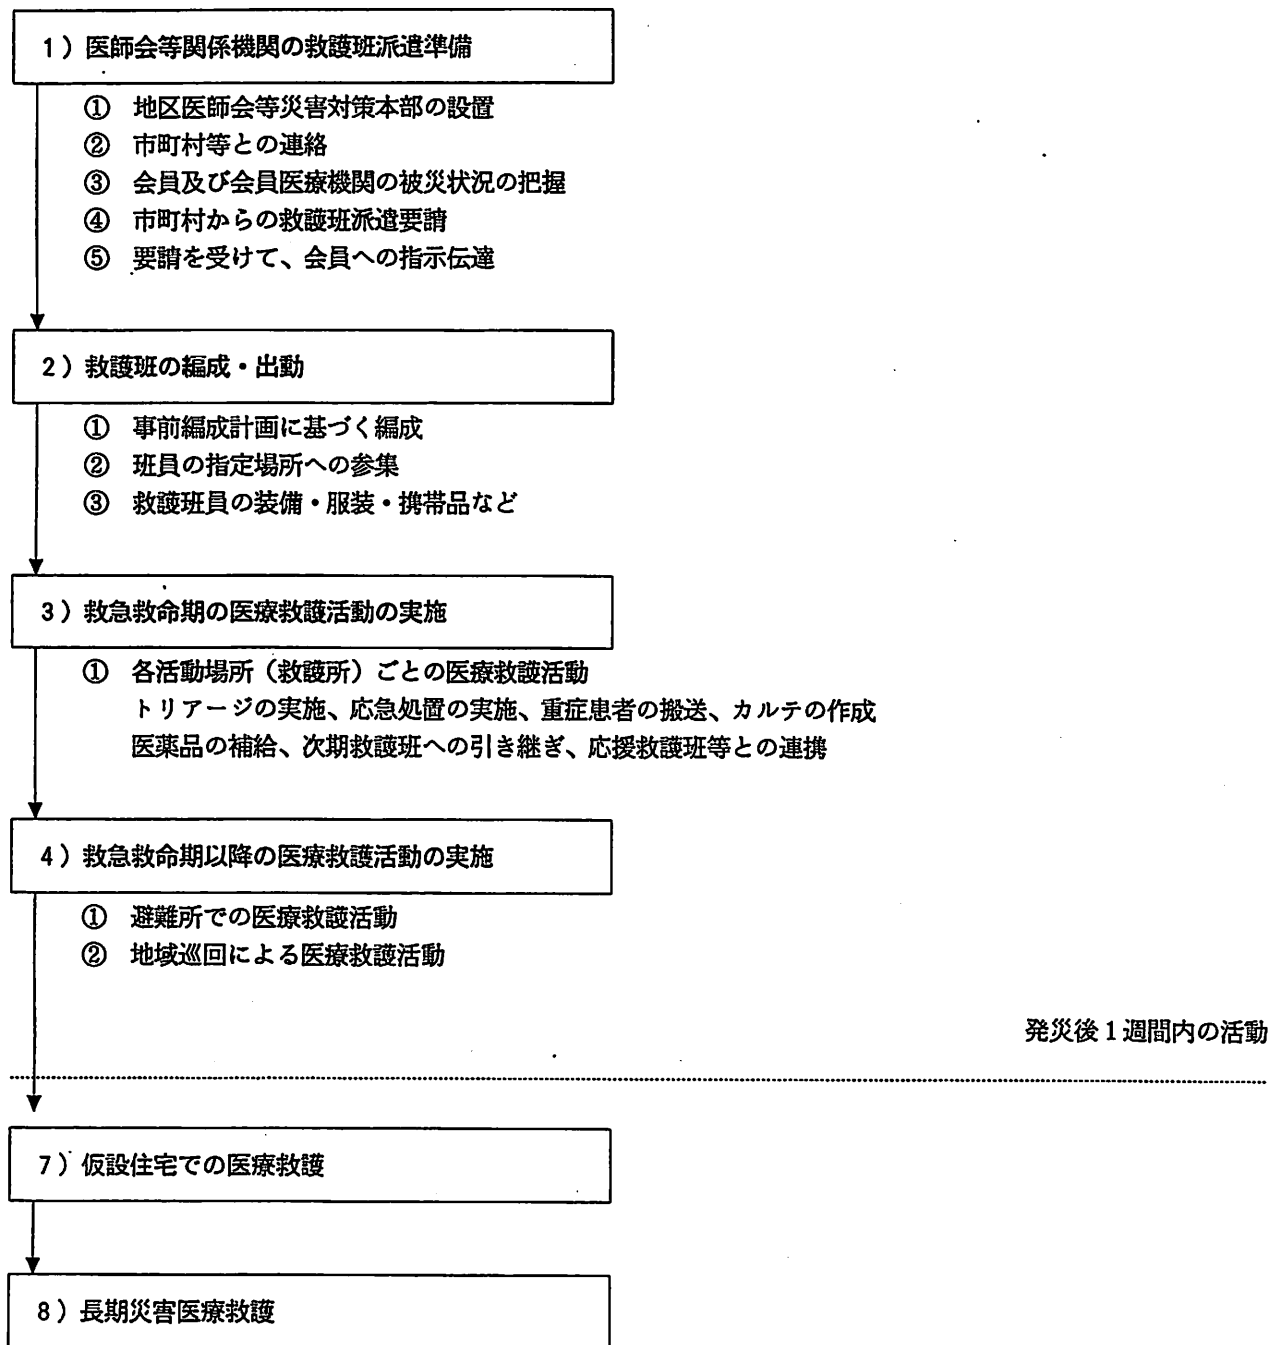 1）医師会等関係機関の救護班派遣準備
① 地区医師会等災害対策本部の設置
② 市町村等との連絡
③ 会員及び会員医療機関の被災状況の把握
④ 市町村からの救護班派遣要請
⑤ 要請を受けて、会員への指示伝達
2）救護班の編成・出動
① 事前編成計画に基づく編成
② 班員の指定場所への参集
③ 救護班員の装備・服装・携帯品など
3）救急救命期の医療救護活動の実施
① 各活動場所（救護所）ごとの医療救護活動
トリアージの実施、応急処置の実施、重症患者の搬送、カルテの作成
医薬品の補給、次期救護班への引き継ぎ、応援救護班等との連携
4）救急救命期以降の医療救護活動の実施
① 避難所での医療救護活動
② 地域巡回による医療救護活動
発災後1週間内の活動
7）仮設住宅での医療救護
8）長期災害医療救護